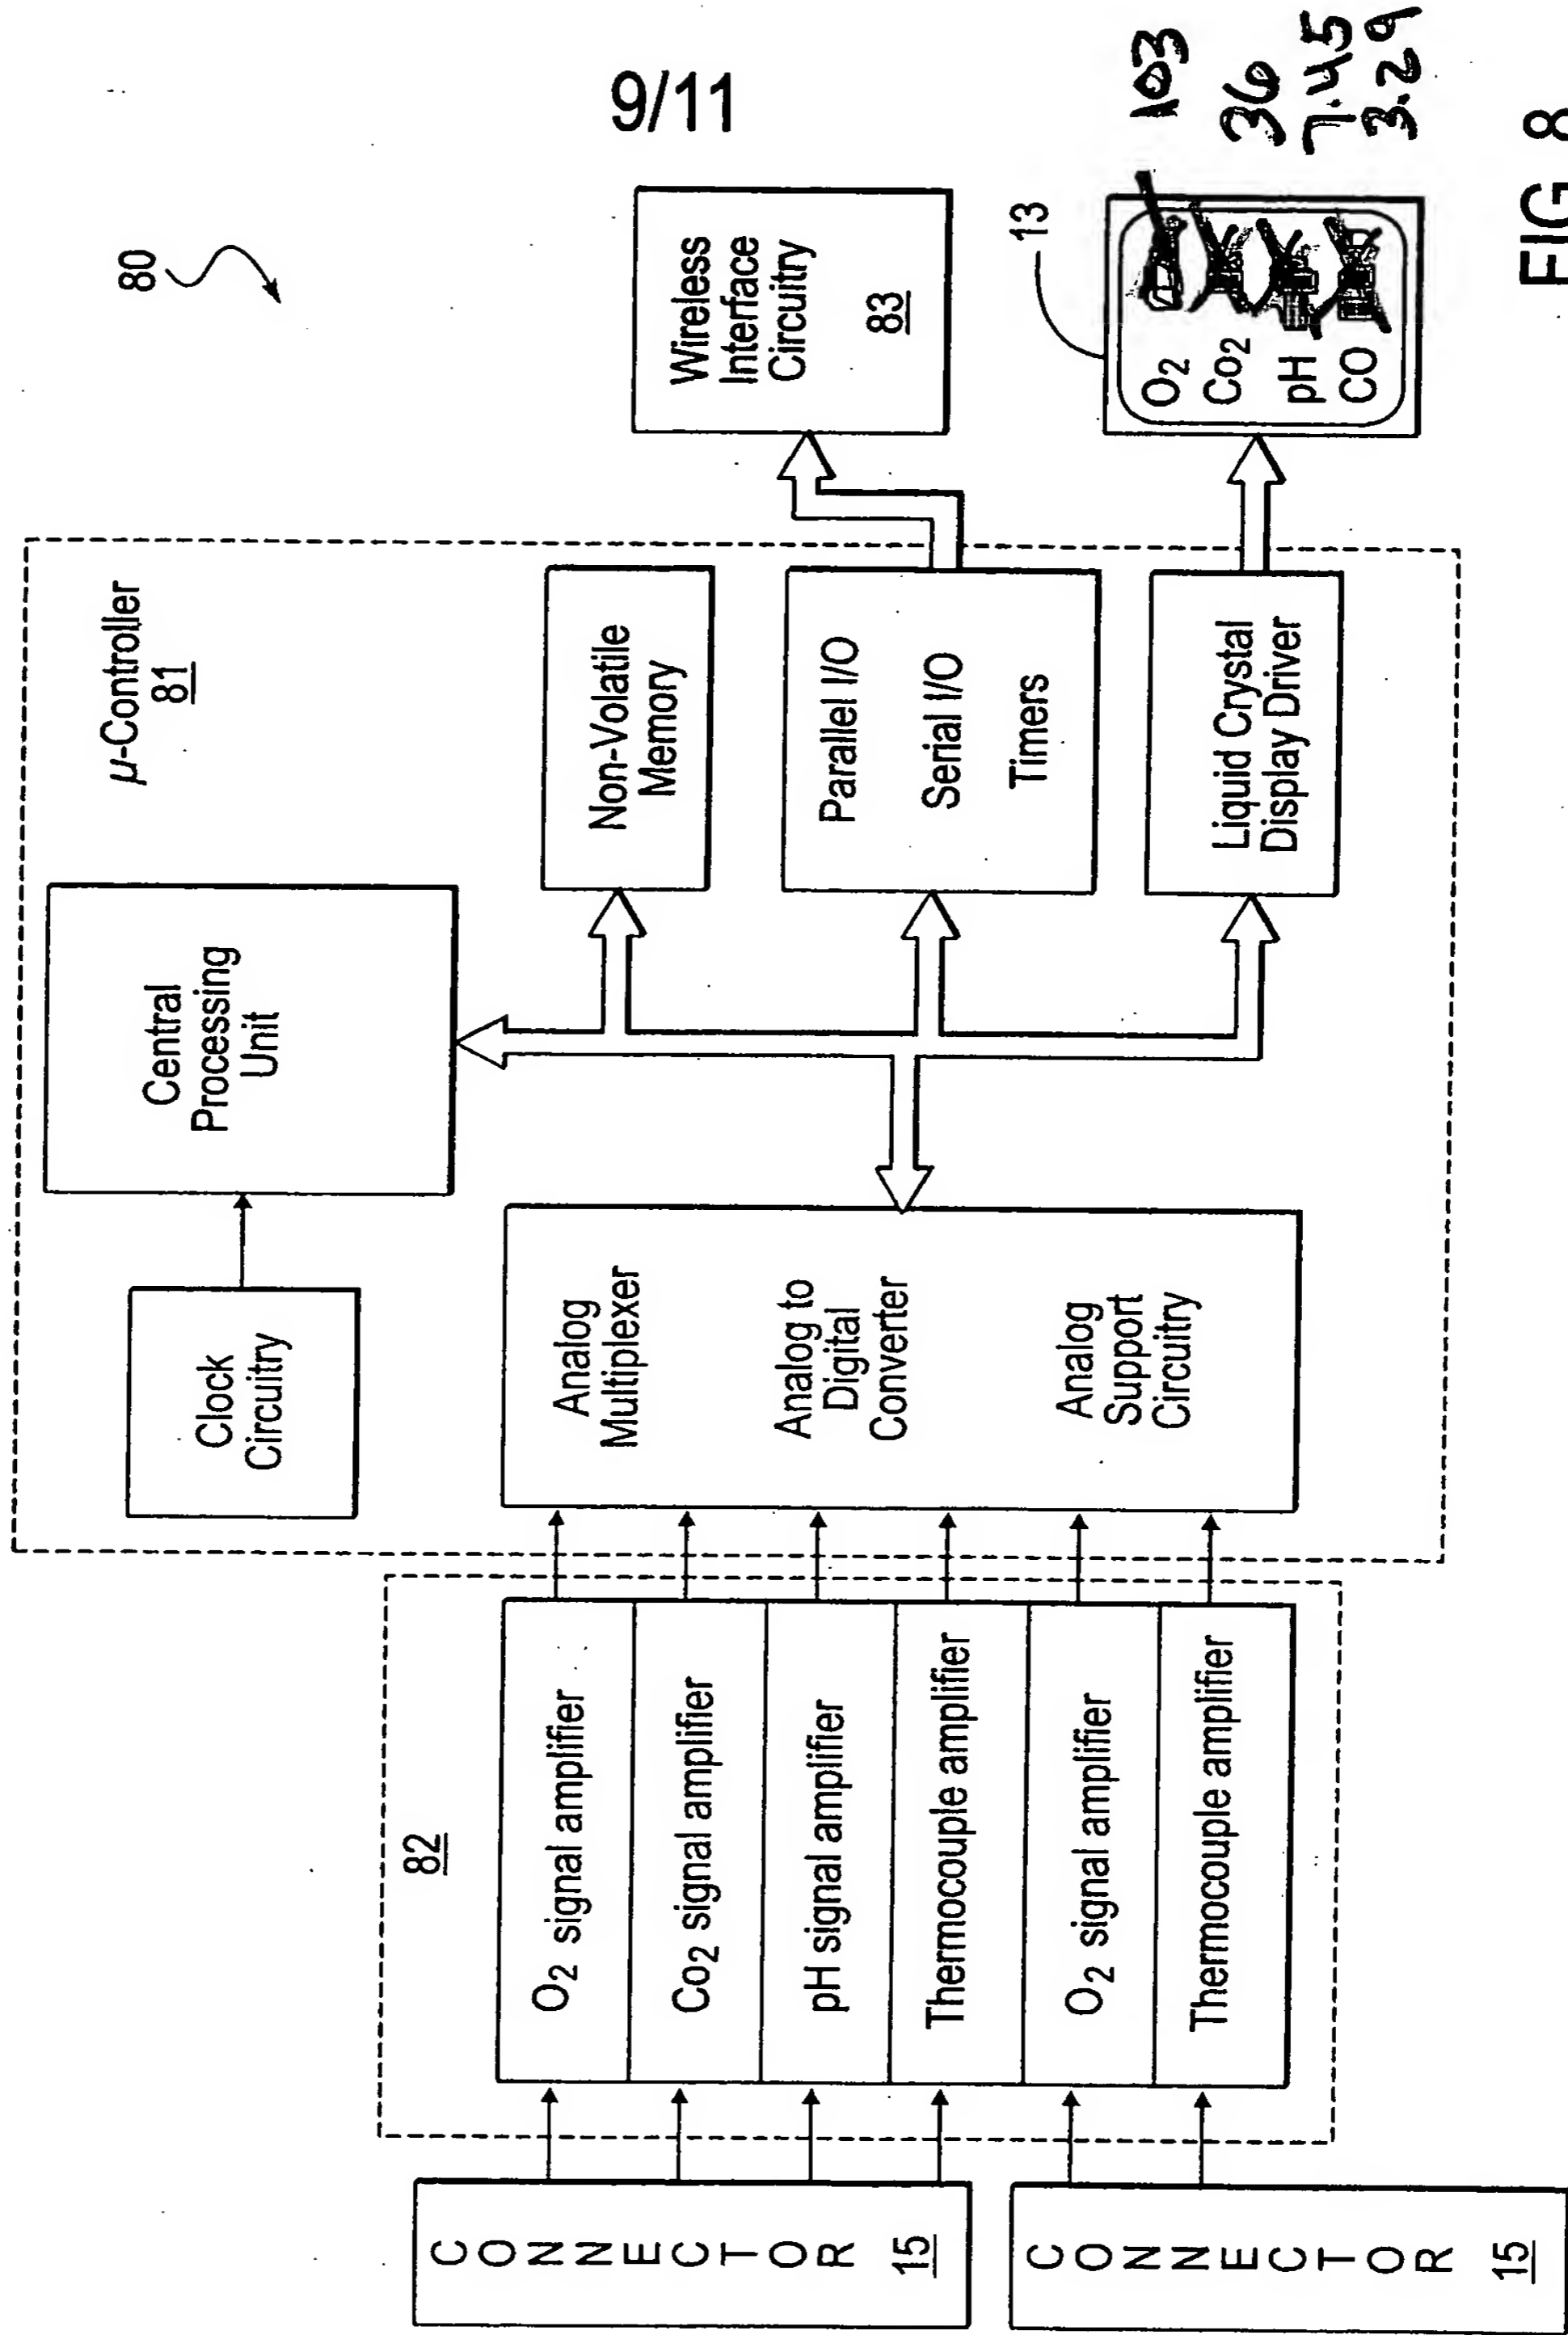 9/11
80
μ-Controller
81
Clock
Circuitry
Central
Processing
Unit
82
C
O
N
N
E
C
T
O
R
15
O2 signal amplifier
Co2 signal amplifier
pH signal amplifier
Thermocouple amplifier
O2 signal amplifier
Thermocouple amplifier
C
O
N
N
E
C
T
O
R
15
Analog
Multiplexer
Analog to
Digital
Converter
Analog
Support
Circuitry
Non-Volatile
Memory
Parallel I/O
Serial I/O
Timers
Liquid Crystal
Display Driver
Wireless
Interface
Circuitry
83
13
O2 103
Co2 36
pH 7.45
CO 3.29
FIG. 8